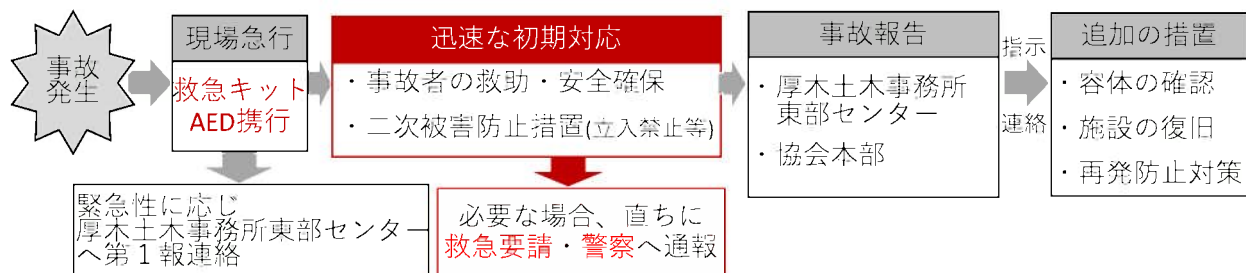 事故
発生
現場急行
救急キット
AED携行
緊急性に応じ
厚木土木事務所東部センター
へ第１報連絡
迅速な初期対応
・事故者の救助・安全確保
・二次被害防止措置(立入禁止等)
必要な場合、直ちに
救急要請・警察へ通報
事故報告
・厚木土木事務所
東部センター
・協会本部
指示
連絡
追加の措置
・容体の確認
・施設の復旧
・再発防止対策